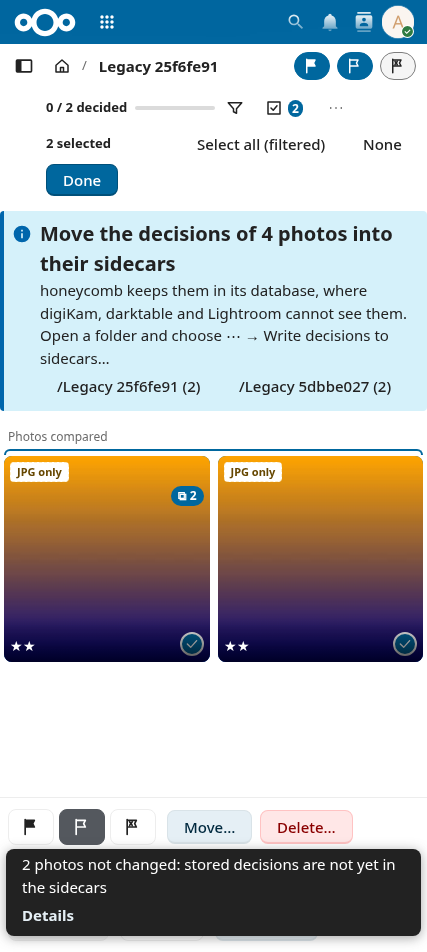 A
/ Legacy 25f6fe91
0 / 2 decided
2
2 selected
Select all (filtered)
None
Done
Move the decisions of 4 photos into
their sidecars
honeycomb keeps them in its database, where
digiKam, darktable and Lightroom cannot see them.
Open a folder and choose ⋯ → Write decisions to
sidecars…
/Legacy 25f6fe91 (2)
/Legacy 5dbbe027 (2)
Photos compared
JPG only
2
JPG only
★★
★★
Move…
Delete…
2 photos not changed: stored decisions are not yet in
the sidecars
Details